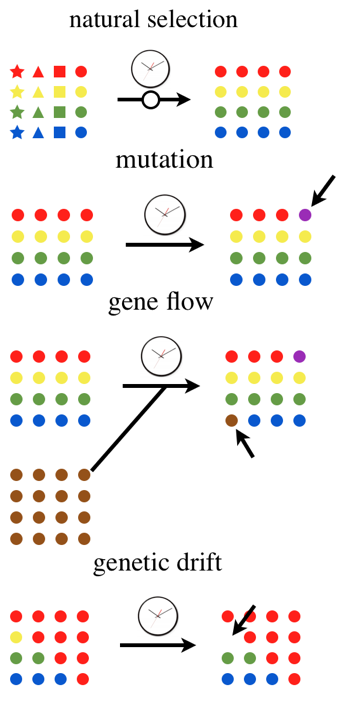 natural selection
mutation
gene flow
genetic drift